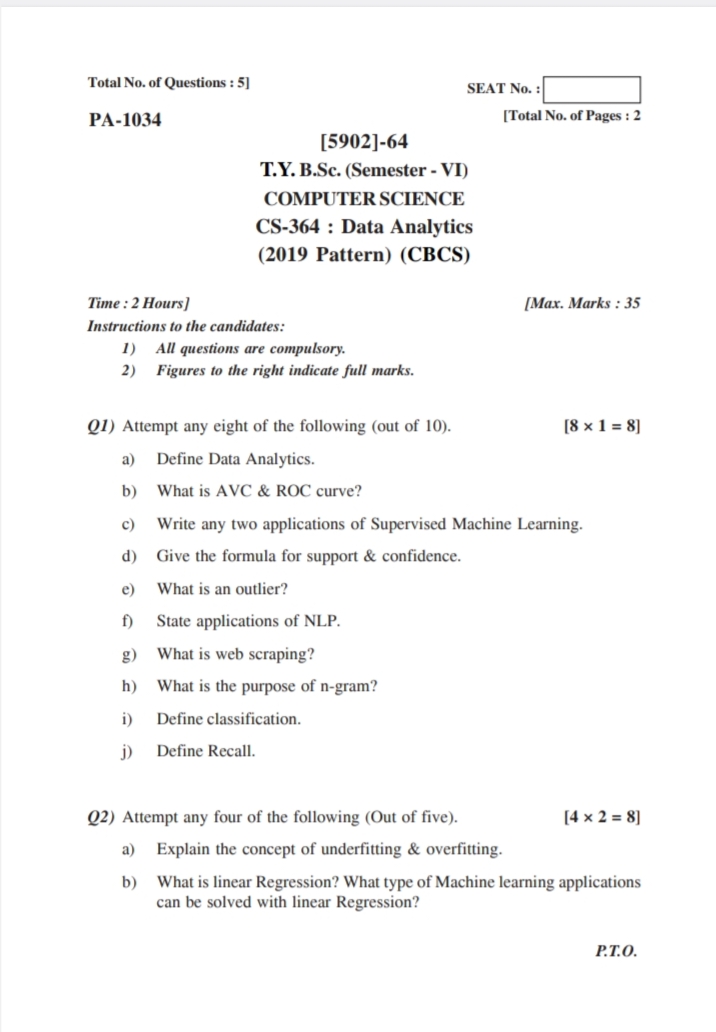 Total No. of Questions : 5]
SEAT No. :
PA-1034
[Total No. of Pages : 2
[5902]-64
T.Y. B.Sc. (Semester - VI)
COMPUTER SCIENCE
CS-364 : Data Analytics
(2019 Pattern) (CBCS)
Time : 2 Hours]
[Max. Marks : 35
Instructions to the candidates:
1) All questions are compulsory.
2) Figures to the right indicate full marks.
Q1) Attempt any eight of the following (out of 10). [8 × 1 = 8]
a) Define Data Analytics.
b) What is AVC & ROC curve?
c) Write any two applications of Supervised Machine Learning.
d) Give the formula for support & confidence.
e) What is an outlier?
f) State applications of NLP.
g) What is web scraping?
h) What is the purpose of n-gram?
i) Define classification.
j) Define Recall.
Q2) Attempt any four of the following (Out of five). [4 × 2 = 8]
a) Explain the concept of underfitting & overfitting.
b) What is linear Regression? What type of Machine learning applications
can be solved with linear Regression?
P.T.O.